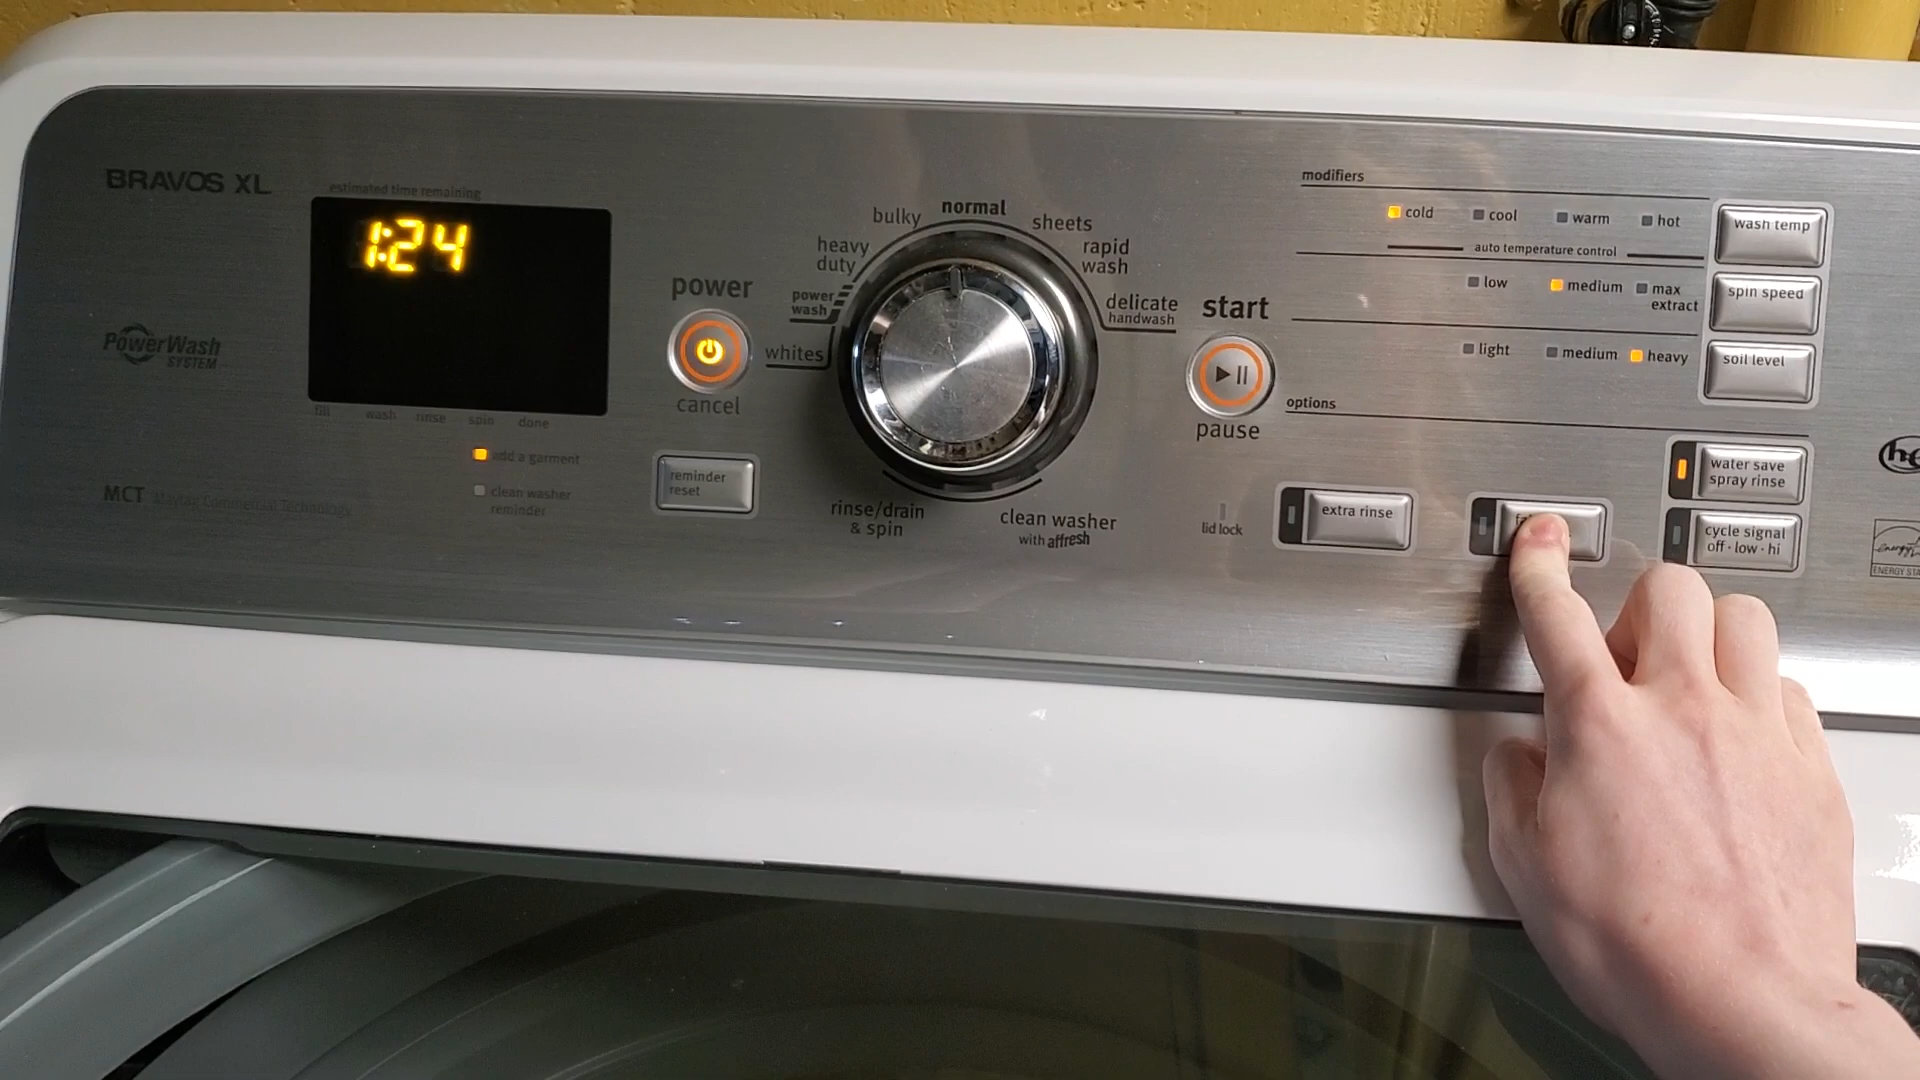 BRAVOS XL
estimated time remaining
1:24
PowerWash
SYSTEM
fill wash rinse spin done
add a garment
clean washer
reminder
MCT Maytag Commercial Technology
power
cancel
reminder
reset
normal
bulky
sheets
heavy
duty
rapid
wash
power
wash
delicate
handwash
whites
rinse/drain
& spin
clean washer
with affresh
start
pause
lid lock
modifiers
cold cool warm hot
wash temp
auto temperature control
low medium max
extract
spin speed
light medium heavy
soil level
options
extra rinse
water save
spray rinse
cycle signal
off · low · hi
ENERGY